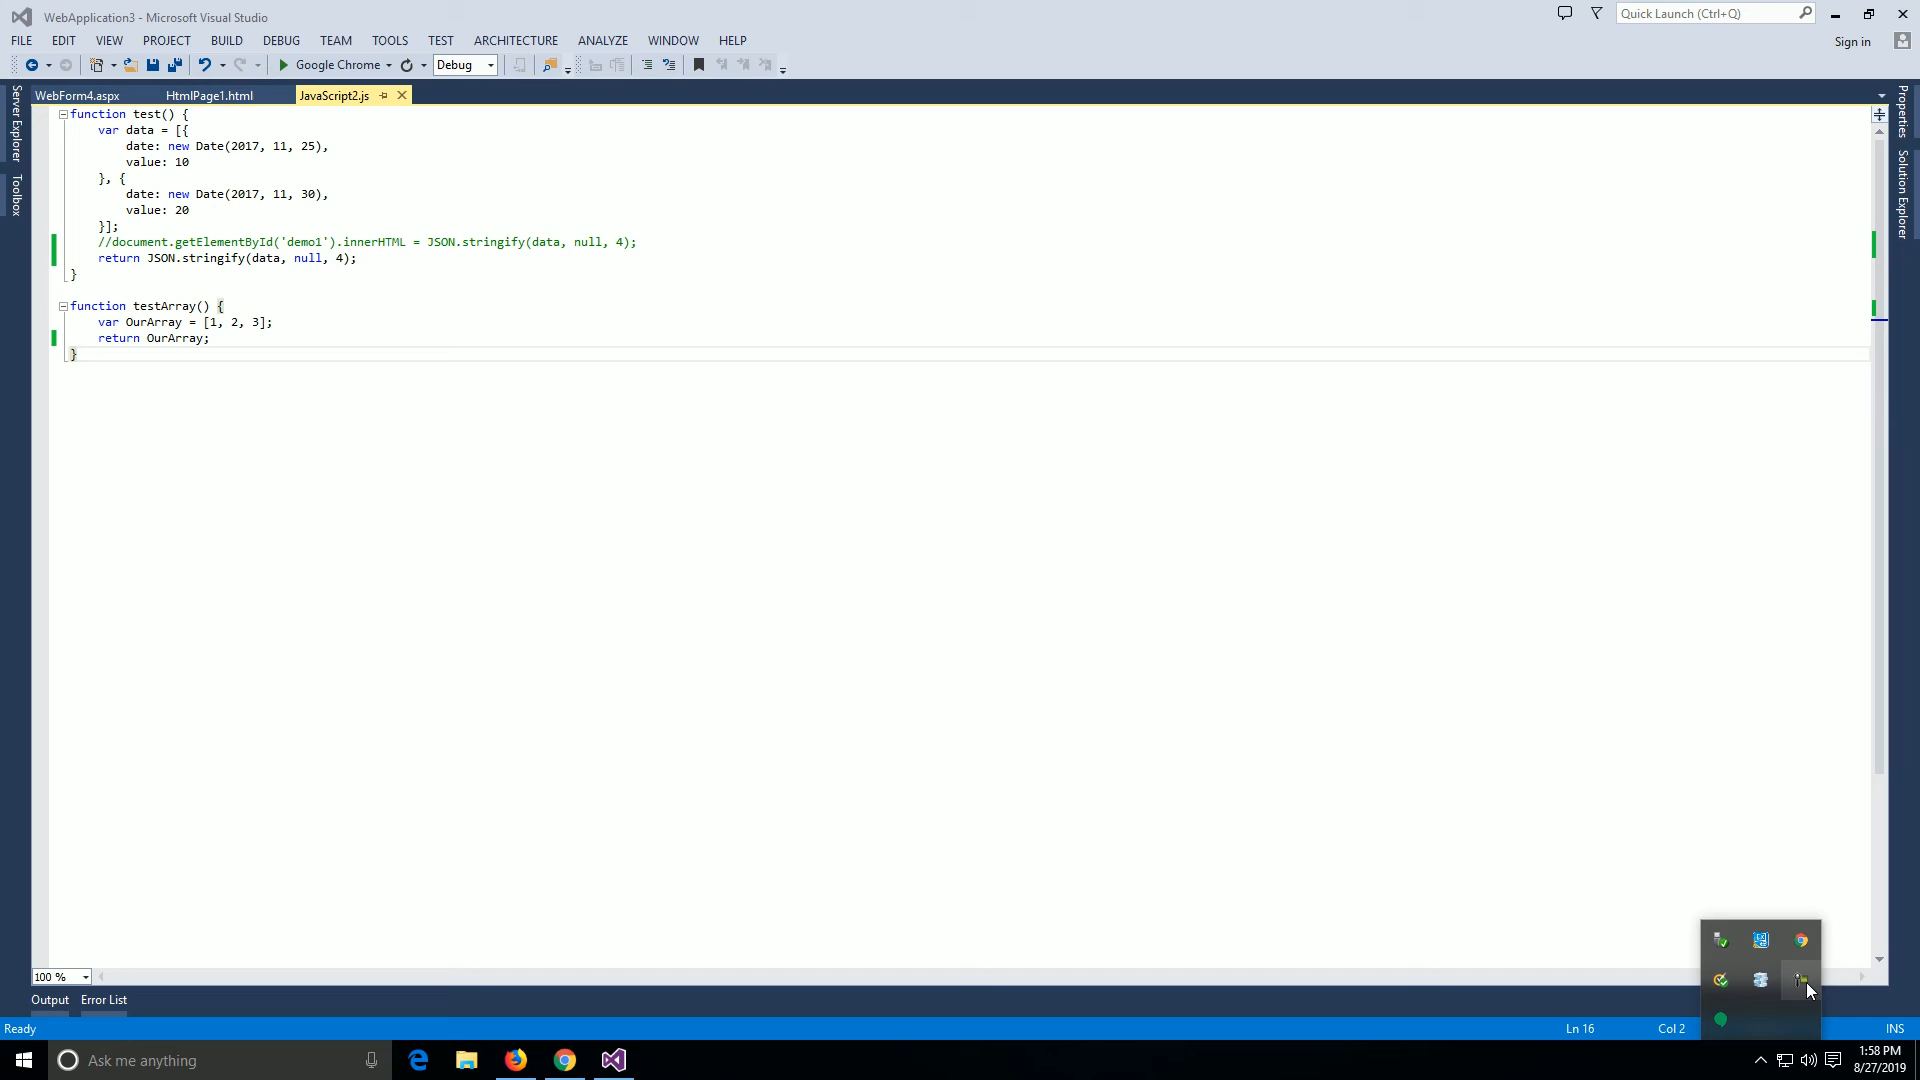 WebApplication3 - Microsoft Visual Studio
Quick Launch (Ctrl+Q)
FILE EDIT VIEW PROJECT BUILD DEBUG TEAM TOOLS TEST ARCHITECTURE ANALYZE WINDOW HELP
Sign in
Google Chrome Debug
WebForm4.aspx HtmlPage1.html JavaScript2.js
Server Explorer
Toolbox
Properties
Solution Explorer
function test() {
var data = [{
date: new Date(2017, 11, 25),
value: 10
}, {
date: new Date(2017, 11, 30),
value: 20
}];
//document.getElementById('demo1').innerHTML = JSON.stringify(data, null, 4);
return JSON.stringify(data, null, 4);
}
function testArray() {
var OurArray = [1, 2, 3];
return OurArray;
}
100 %
Output Error List
Ready Ln 16 Col 2 INS
Ask me anything
1:58 PM
8/27/2019